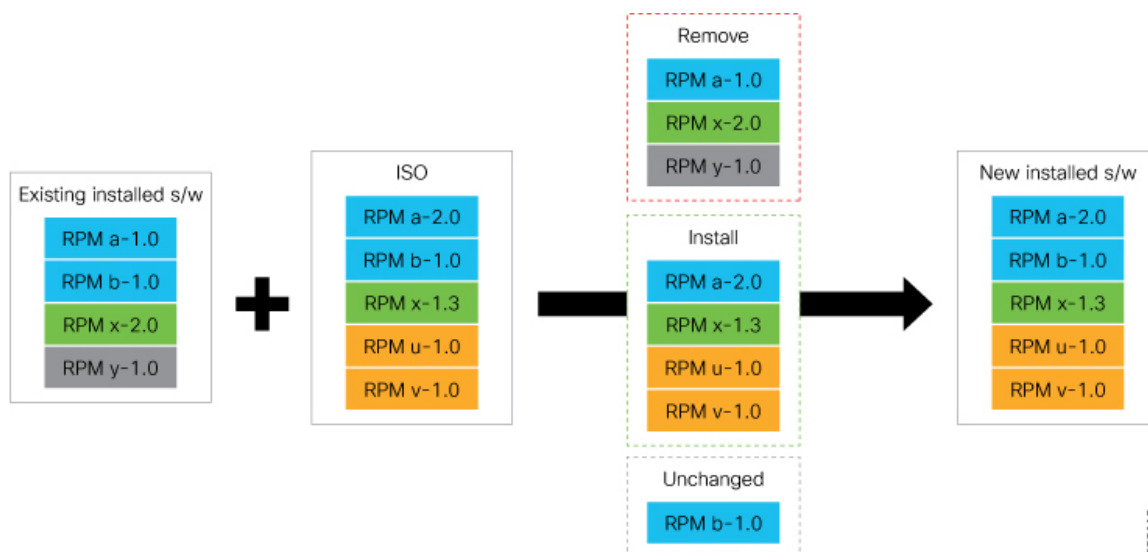 Existing installed s/w
RPM a-1.0
RPM b-1.0
RPM x-2.0
RPM y-1.0
ISO
RPM a-2.0
RPM b-1.0
RPM x-1.3
RPM u-1.0
RPM v-1.0
Remove
RPM a-1.0
RPM x-2.0
RPM y-1.0
Install
RPM a-2.0
RPM x-1.3
RPM u-1.0
RPM v-1.0
Unchanged
RPM b-1.0
New installed s/w
RPM a-2.0
RPM b-1.0
RPM x-1.3
RPM u-1.0
RPM v-1.0